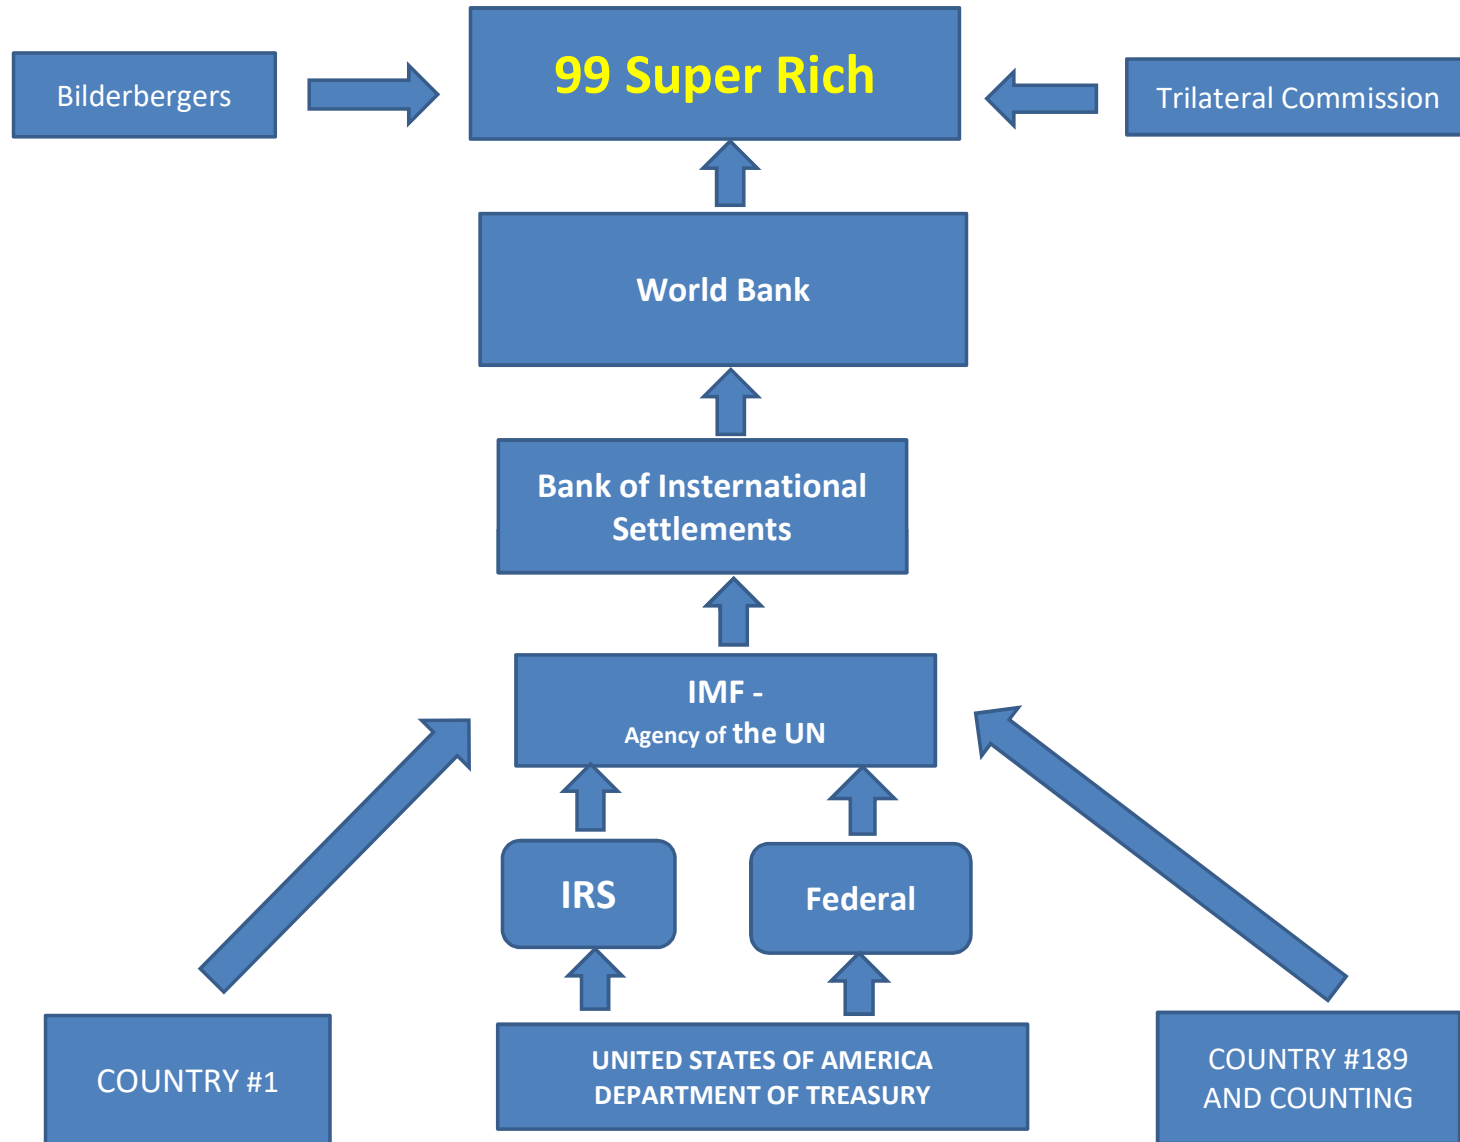 99 Super Rich
Bilderbergers
Trilateral Commission
World Bank
Bank of Insternational
Settlements
IMF -
Agency of the UN
IRS
Federal
COUNTRY #1
UNITED STATES OF AMERICA
DEPARTMENT OF TREASURY
COUNTRY #189
AND COUNTING